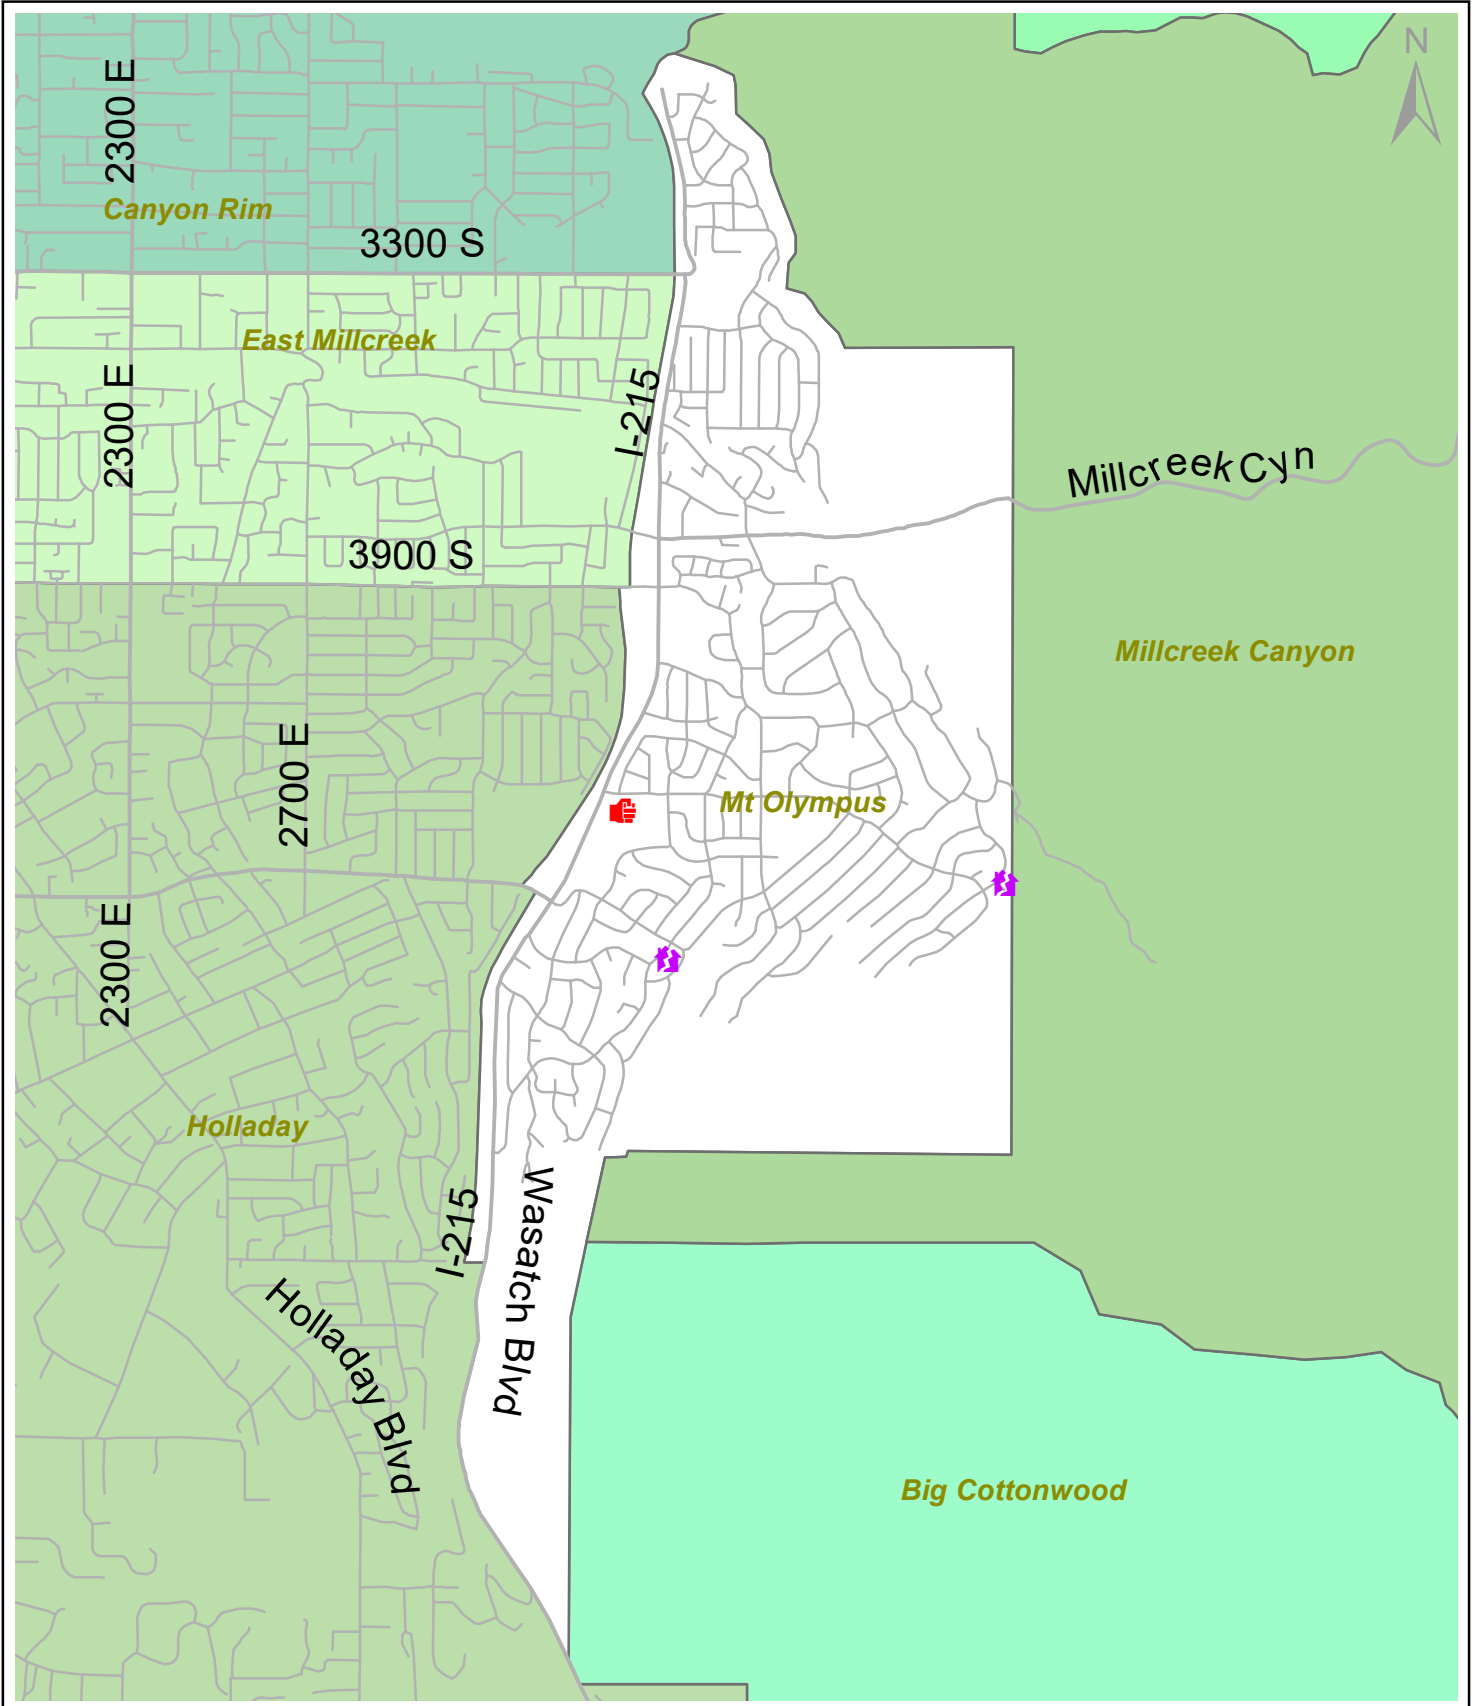 N
2300 E
Canyon Rim
3300 S
East Millcreek
2300 E
I-215
Millcreek Cyn
3900 S
Millcreek Canyon
2700 E
Mt Olympus
2300 E
Holladay
I-215
Wasatch Blvd
Holladay Blvd
Big Cottonwood